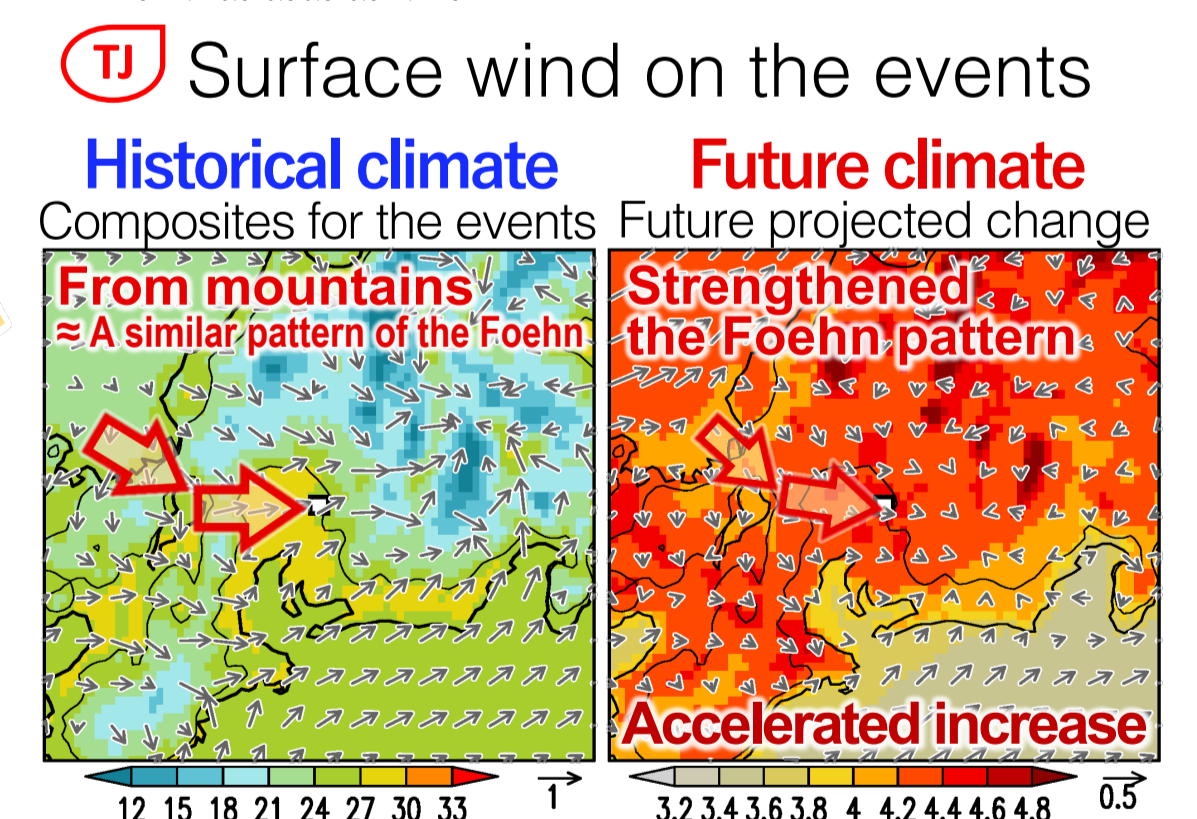 TJ Surface wind on the events
Historical climate
Composites for the events
From mountains
≈ A similar pattern of the Foehn
12 15 18 21 24 27 30 33
1
Future climate
Future projected change
Strengthened
the Foehn pattern
Accelerated increase
3.2 3.4 3.6 3.8 4 4.2 4.4 4.6 4.8
0.5